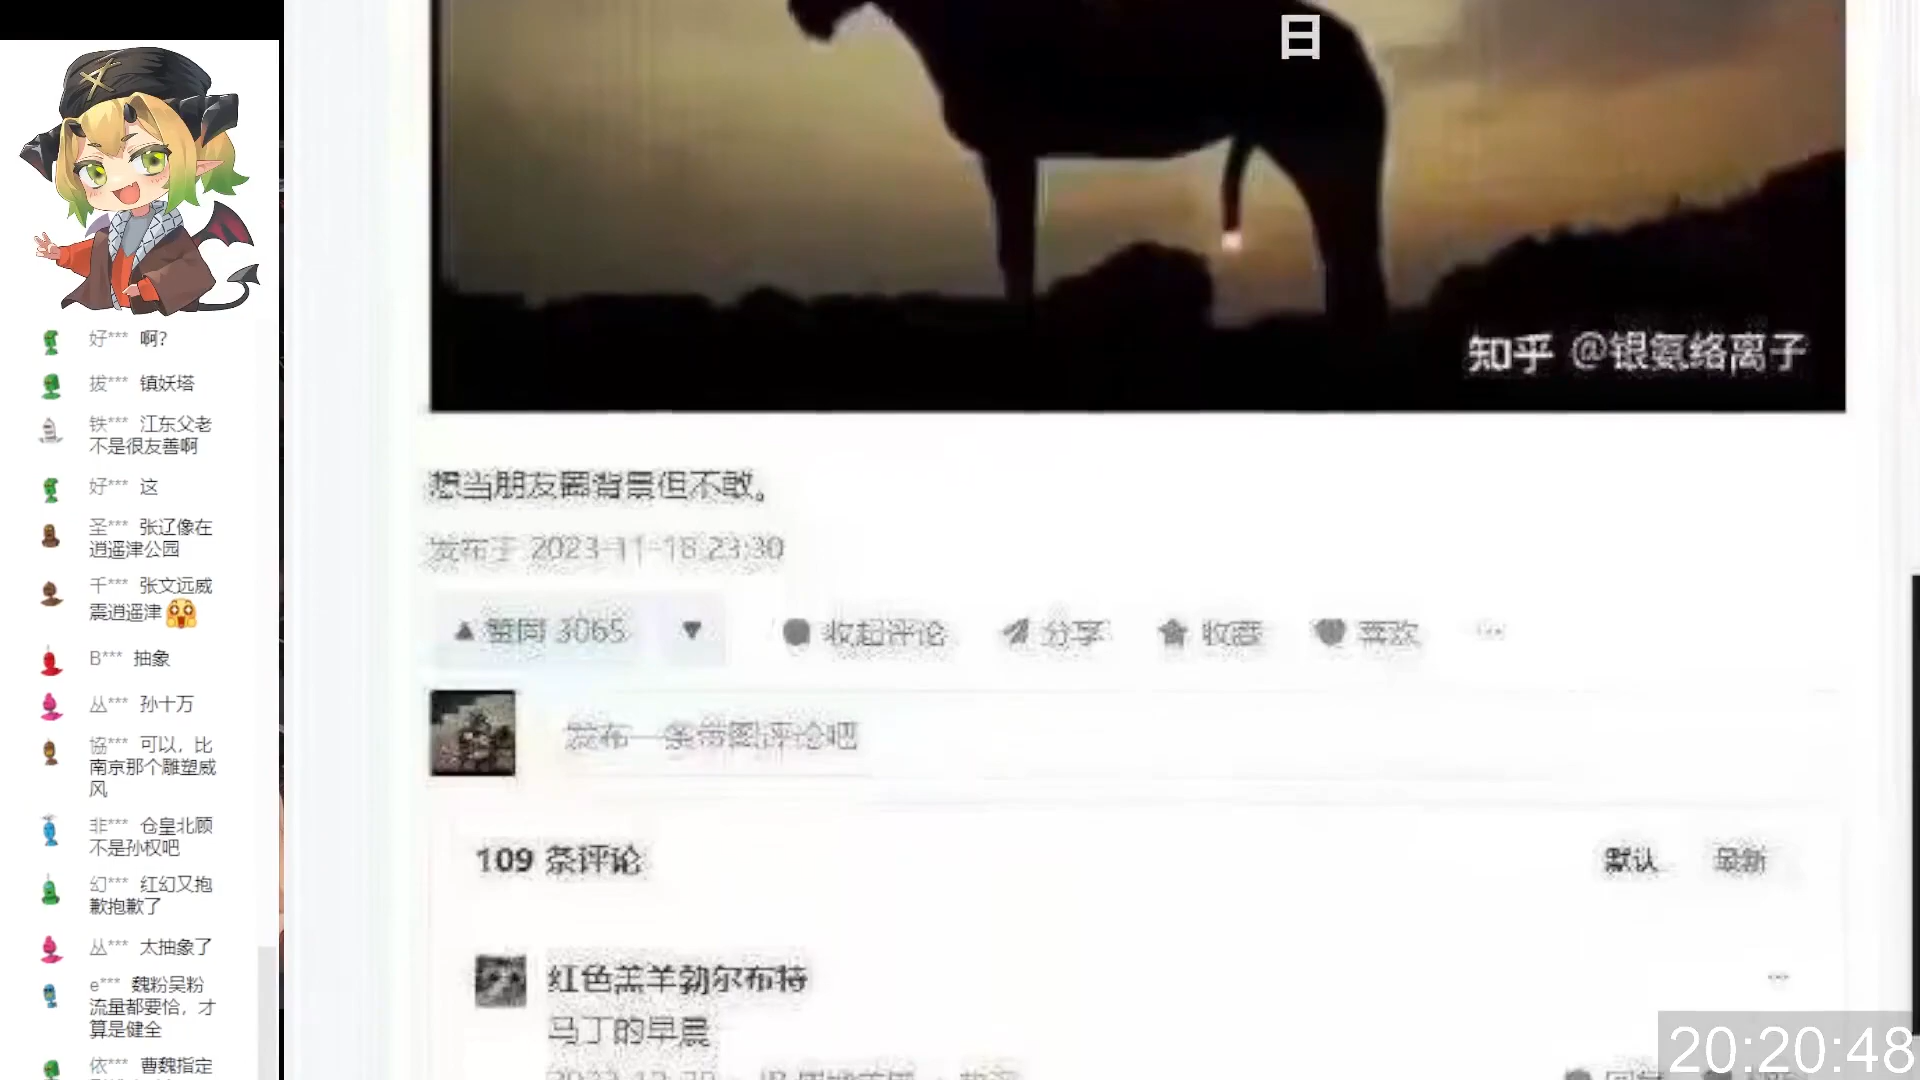 日
知乎 @银氨络离子
想当朋友圈背景但不敢。
发布于 2023-11-18 23:30
赞同 3065
收起评论
分享
收藏
喜欢
发布一条带图评论吧
109 条评论
默认
最新
红色羔羊勃尔布特
马丁的早晨
20:20:48
好*** 啊?
拔*** 镇妖塔
铁*** 江东父老
不是很友善啊
好*** 这
圣*** 张辽像在
逍遥津公园
千*** 张文远威
震逍遥津
B*** 抽象
丛*** 孙十万
協*** 可以，比
南京那个雕塑威
风
非*** 仓皇北顾
不是孙权吧
幻*** 红幻又抱
歉抱歉了
丛*** 太抽象了
e*** 魏粉吴粉
流量都要恰，才
算是健全
依*** 曹魏指定